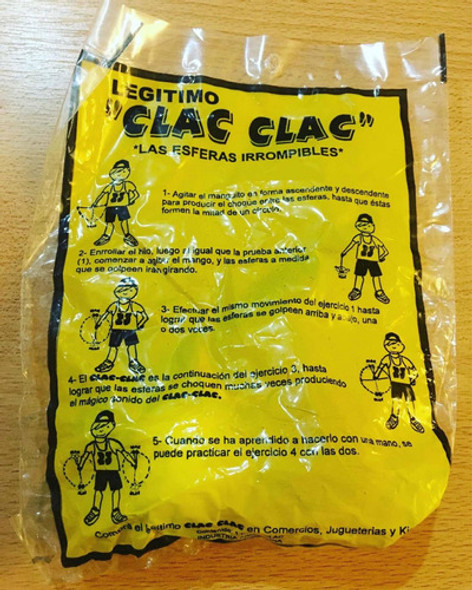 LEGITIMO
"CLAC CLAC"
"LAS ESFERAS IRROMPIBLES"
1- Agitar el manguito en forma ascendente y descendente
para producir el choque entre las esferas, hasta que éstas
formen la mitad de un círculo.
2- Enrrollar el hilo, luego al igual que la prueba anterior
(1), comenzar a agitar el mango, y las esferas a medida
que se golpeen iran girando.
3- Efectuar el mismo movimiento del ejercicio 1 hasta
lograr que las esferas se golpeen arriba y abajo, una
o dos veces.
4- El CLAC-CLAC es la continuación del ejercicio 3, hasta
lograr que las esferas se choquen muchas veces produciendo
el mágico sonido del CLAC-CLAC.
5- Cuando se ha aprendido a hacerlo con una mano, se
puede practicar el ejercicio 4 con las dos.
el legítimo CLAC CLAC en Comercios, Jugueterías y Ki
INDUSTRIA